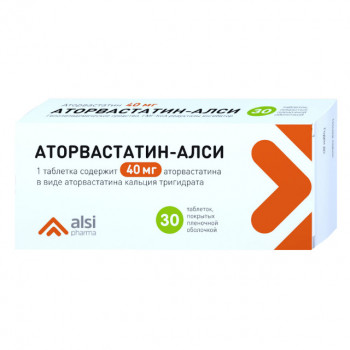 Аторвастатин 40 мг
АТОРВАСТАТИН-АЛСИ 30
АТОРВАСТАТИН-АЛСИ
1 таблетка содержит 40 мг аторвастатина
в виде аторвастатина кальция тригидрата
30 таблеток, покрытых
пленочной
оболочкой
alsi
pharma